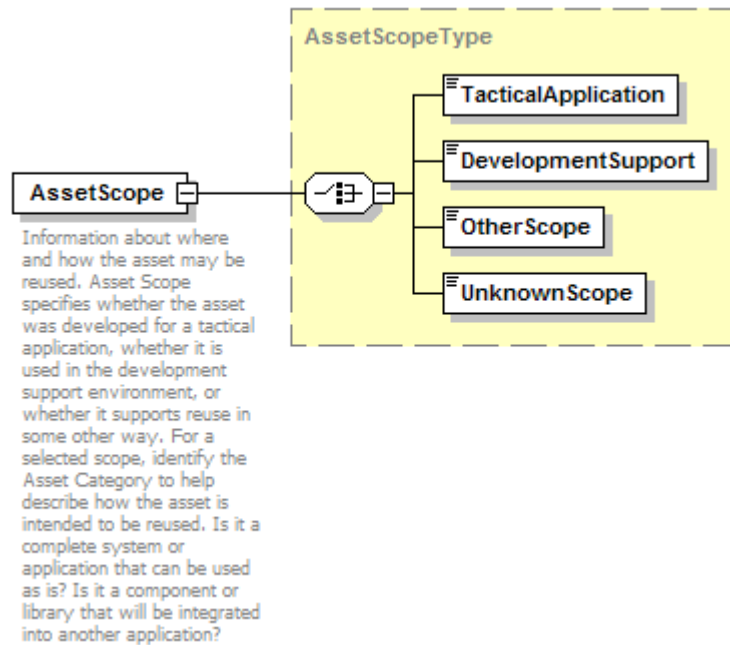 AssetScopeType
TacticalApplication
DevelopmentSupport
AssetScope
OtherScope
UnknownScope
Information about where
and how the asset may be
reused. Asset Scope
specifies whether the asset
was developed for a tactical
application, whether it is
used in the development
support environment, or
whether it supports reuse in
some other way. For a
selected scope, identify the
Asset Category to help
describe how the asset is
intended to be reused. Is it a
complete system or
application that can be used
as is? Is it a component or
library that will be integrated
into another application?